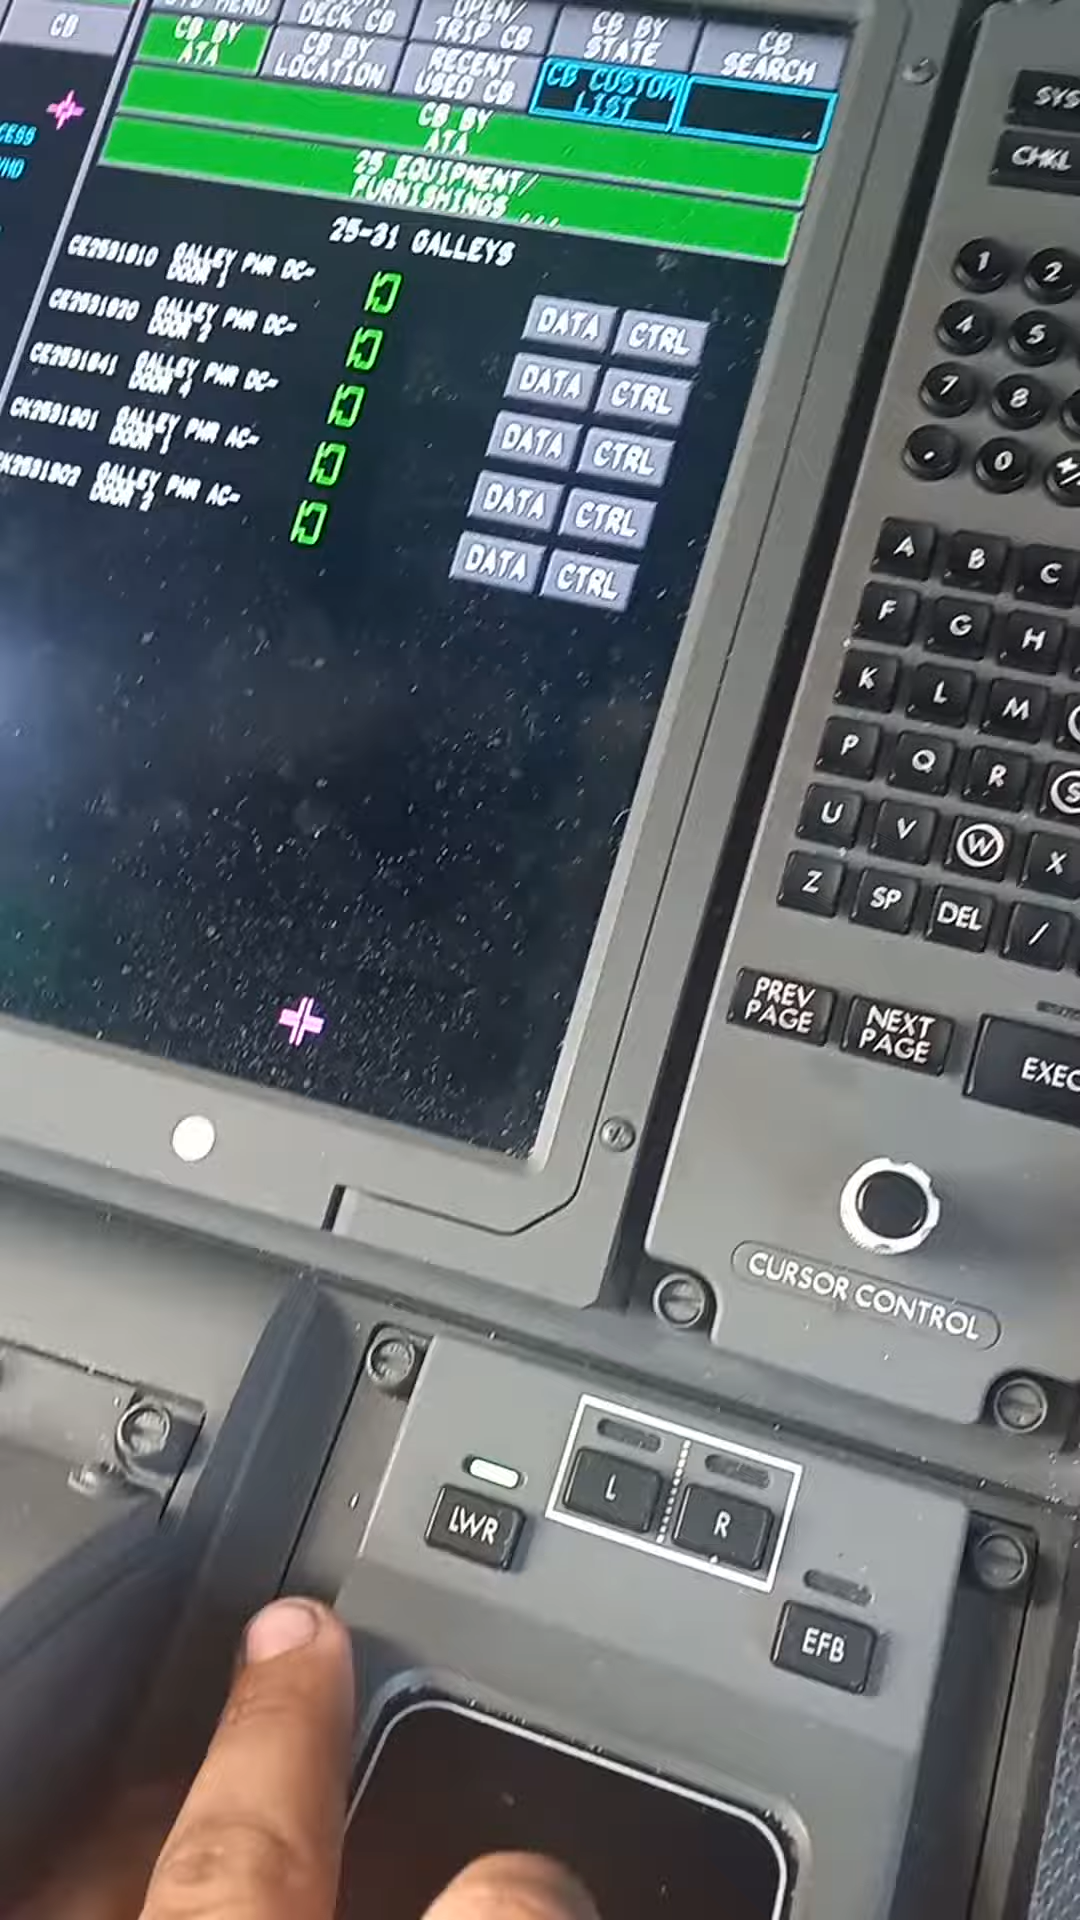 CB
DECK CB
TRIP CB
CB BY
STATE
CB
SEARCH
CB BY
ATA
CB BY
LOCATION
RECENT
USED CB
CB CUSTOM
LIST
CB BY
ATA
25 EQUIPMENT/
FURNISHINGS ...
25-31 GALLEYS
GALLEY PWR DC-
DOOR 1
DATA CTRL
GALLEY PWR DC-
DOOR 2
DATA CTRL
GALLEY PWR DC-
DOOR 4
DATA CTRL
GALLEY PWR AC-
DOOR 1
DATA CTRL
GALLEY PWR AC-
DOOR 2
DATA CTRL
SYS
CHKL
1 2
4 5
7 8
. 0 +/
A B C
F G H
K L M
P Q R S
U V W X
Z SP DEL /
PREV
PAGE
NEXT
PAGE
EXEC
CURSOR CONTROL
LWR
L
R
EFB